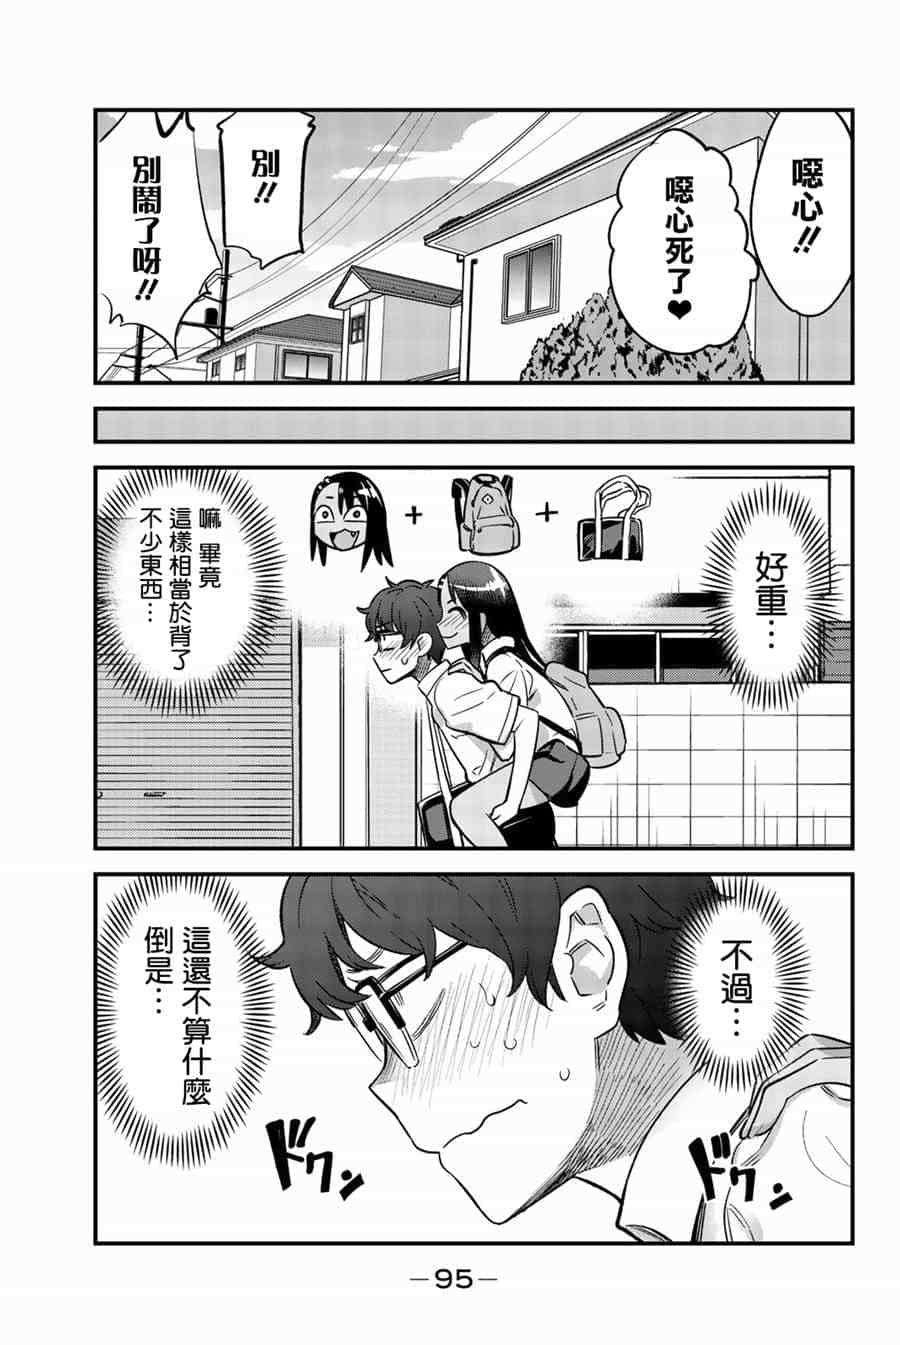 噁心!!
噁心死了♥
別!!
別鬧了呀!!
好重…
+
+
嘛 畢竟
這樣相當於背了
不少東西…
不過…
這還不算什麼
倒是…
ドクン
ドクン
—95—